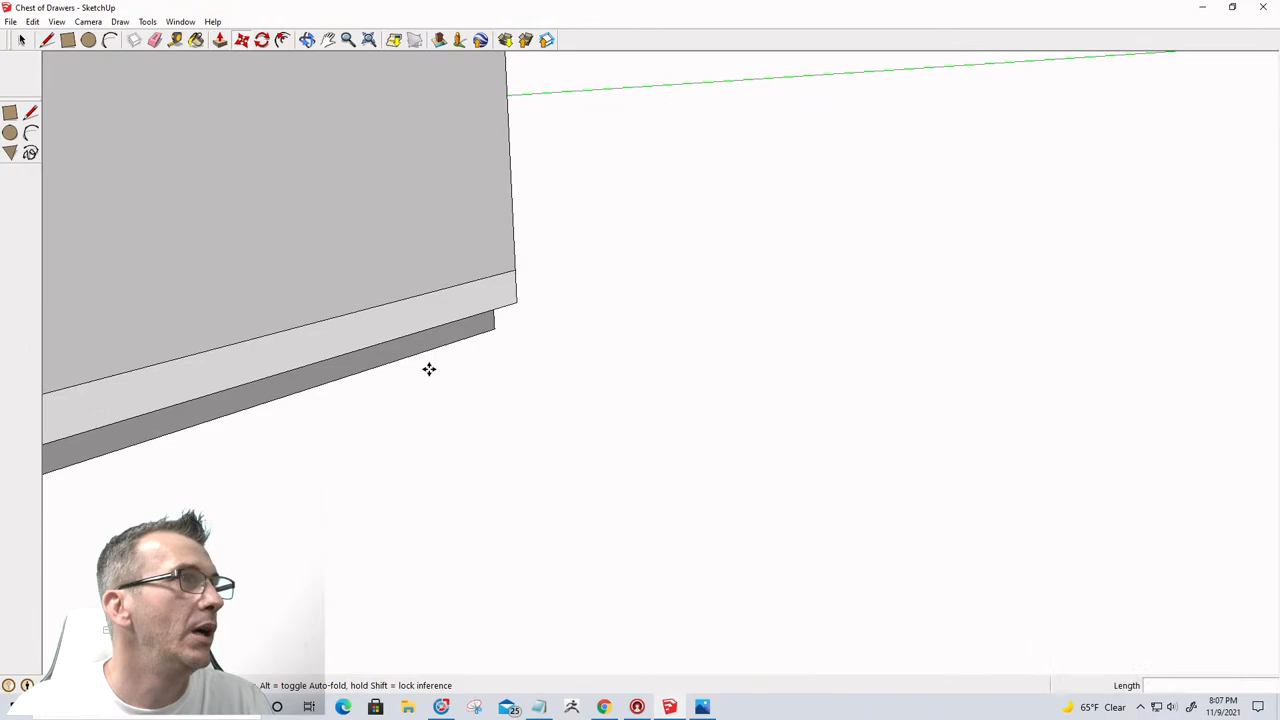 Chest of Drawers - SketchUp
File Edit View Camera Draw Tools Window Help
Alt = toggle Auto-fold, hold Shift = lock inference
Length
25
65°F Clear
8:07 PM
11/9/2021